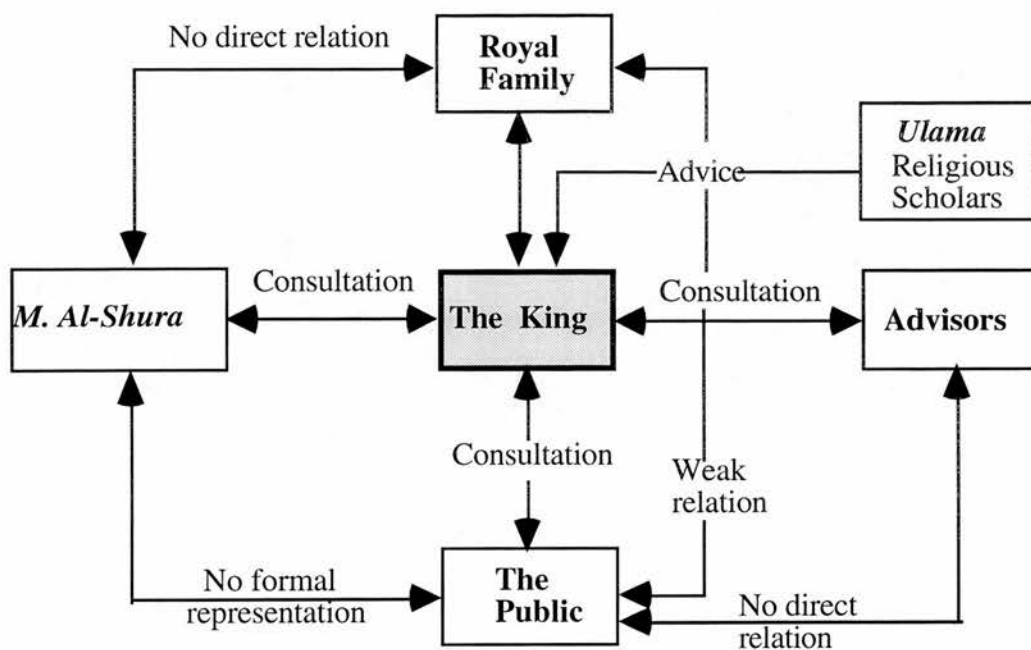 No direct relation
Royal
Family
Ulama
Religious
Scholars
Advice
Consultation
M. Al-Shura
The King
Consultation
Advisors
Consultation
Weak
relation
No formal
representation
The
Public
No direct
relation